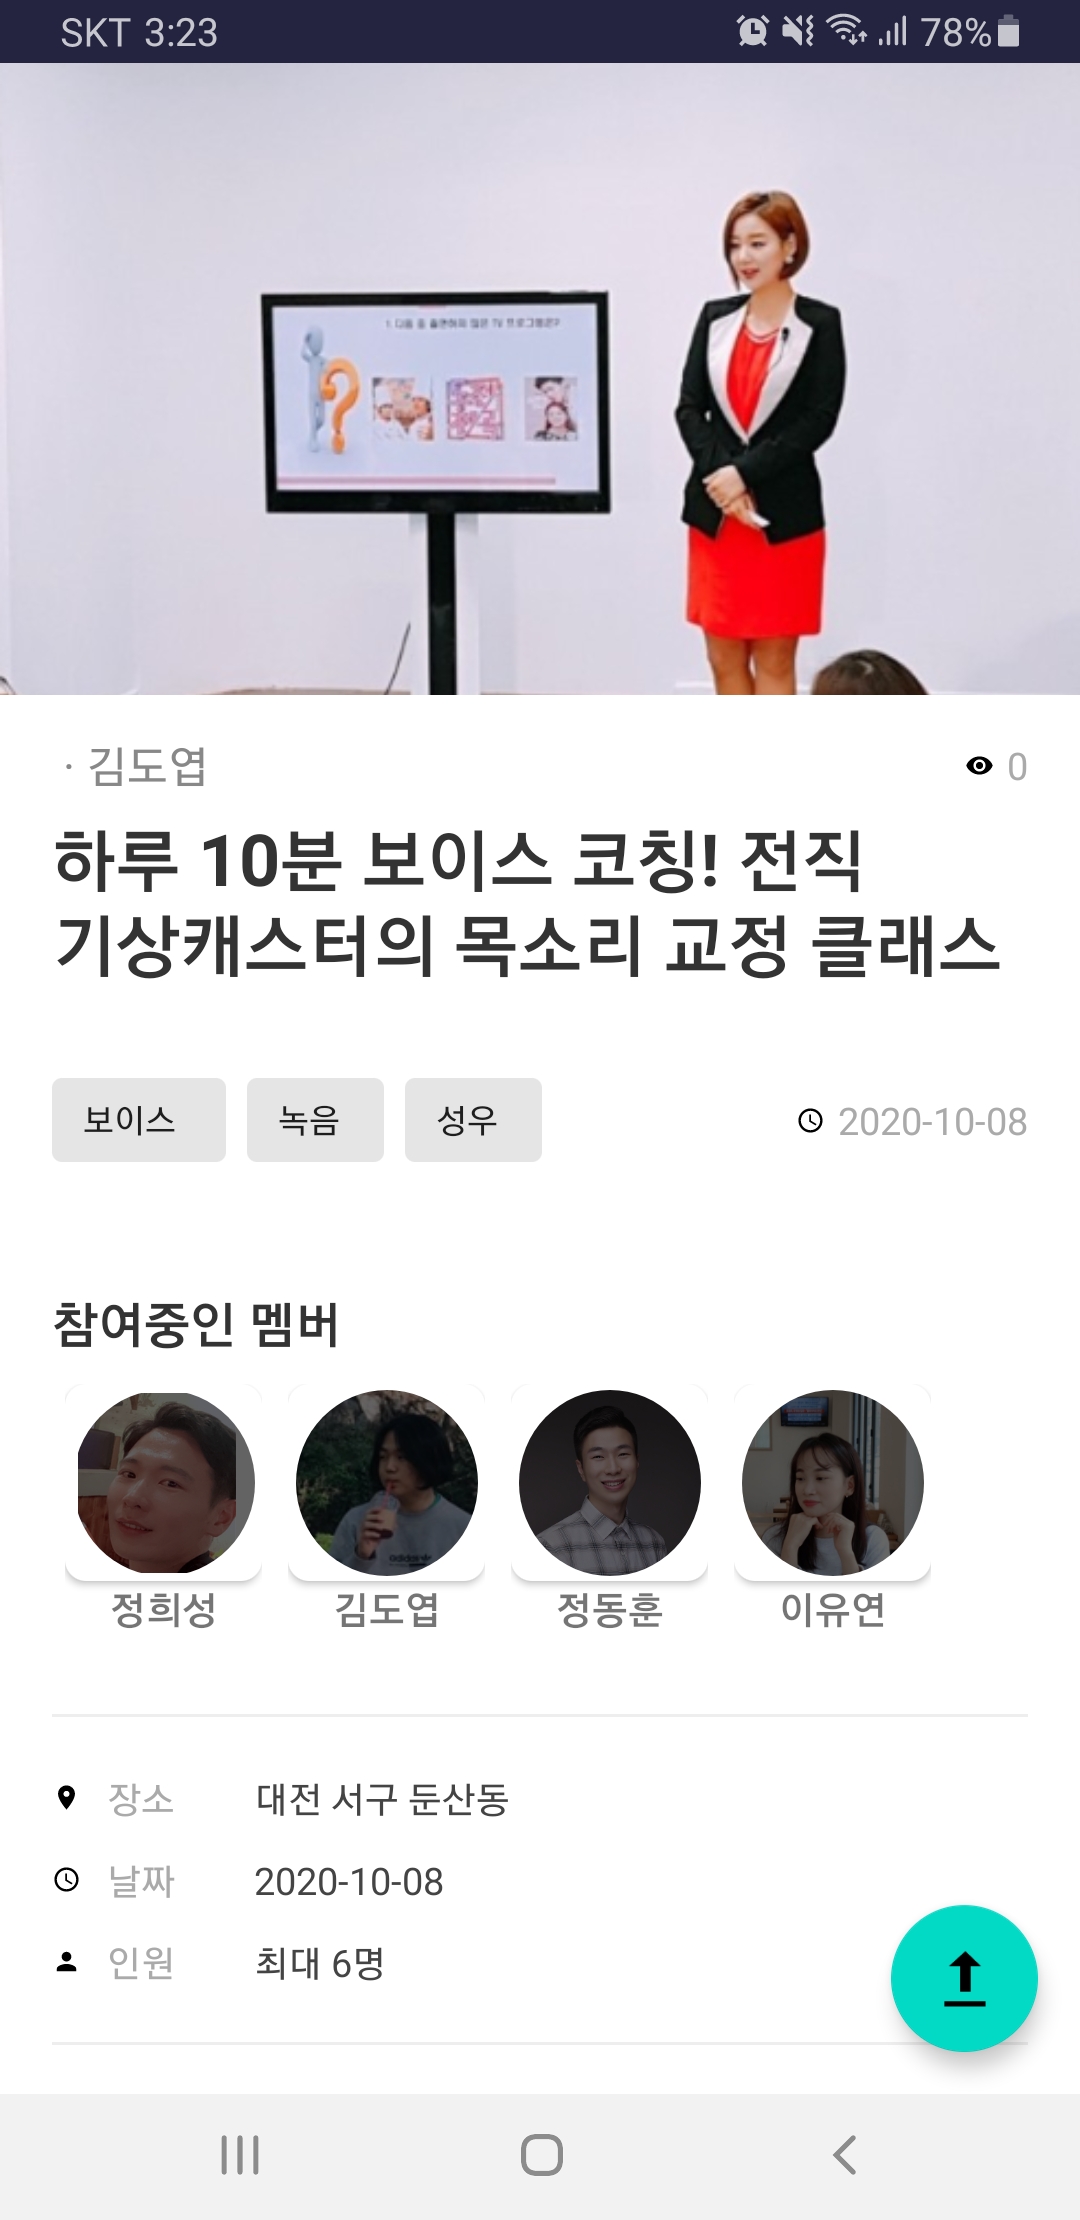 SKT 3:23
78%
· 김도엽
0
하루 10분 보이스 코칭! 전직
기상캐스터의 목소리 교정 클래스
보이스
녹음
성우
2020-10-08
참여중인 멤버
정희성
김도엽
정동훈
이유연
장소
대전 서구 둔산동
날짜
2020-10-08
인원
최대 6명